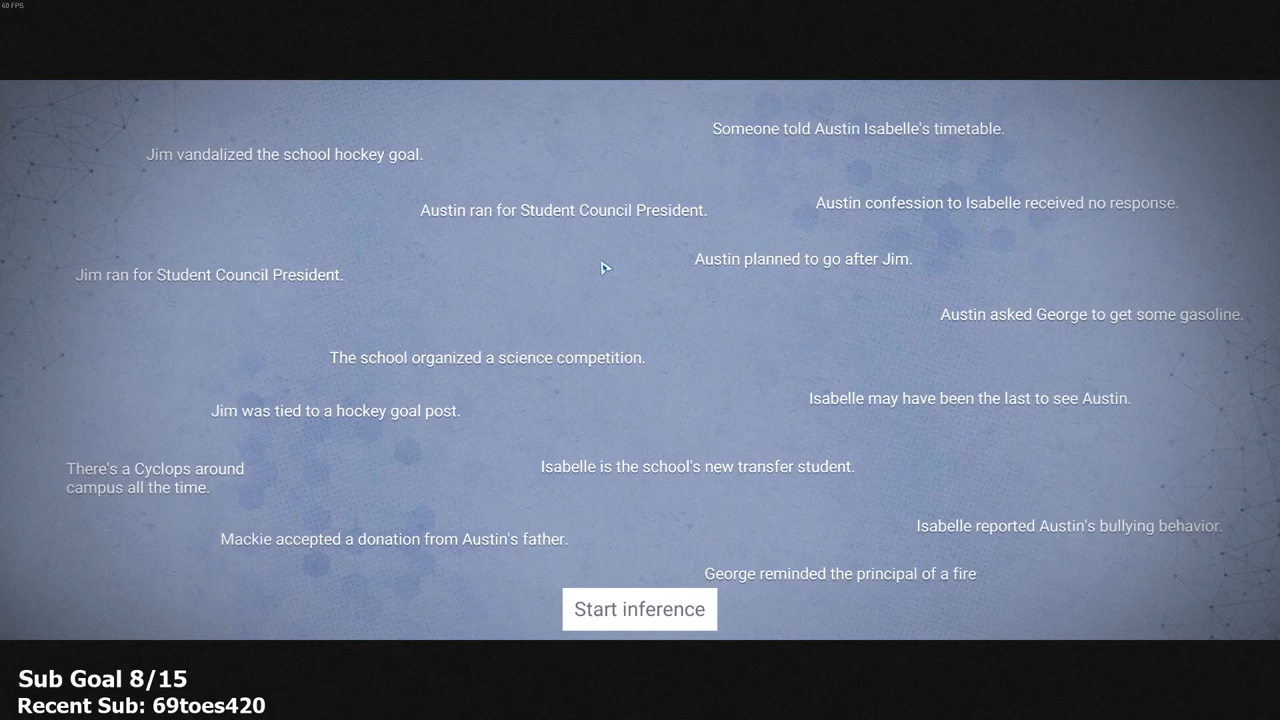 60 FPS
Someone told Austin Isabelle's timetable.
Jim vandalized the school hockey goal.
Austin confession to Isabelle received no response.
Austin ran for Student Council President.
Austin planned to go after Jim.
Jim ran for Student Council President.
Austin asked George to get some gasoline.
The school organized a science competition.
Isabelle may have been the last to see Austin.
Jim was tied to a hockey goal post.
Isabelle is the school's new transfer student.
There's a Cyclops around
campus all the time.
Isabelle reported Austin's bullying behavior.
Mackie accepted a donation from Austin's father.
George reminded the principal of a fire
Start inference
Sub Goal 8/15
Recent Sub: 69toes420